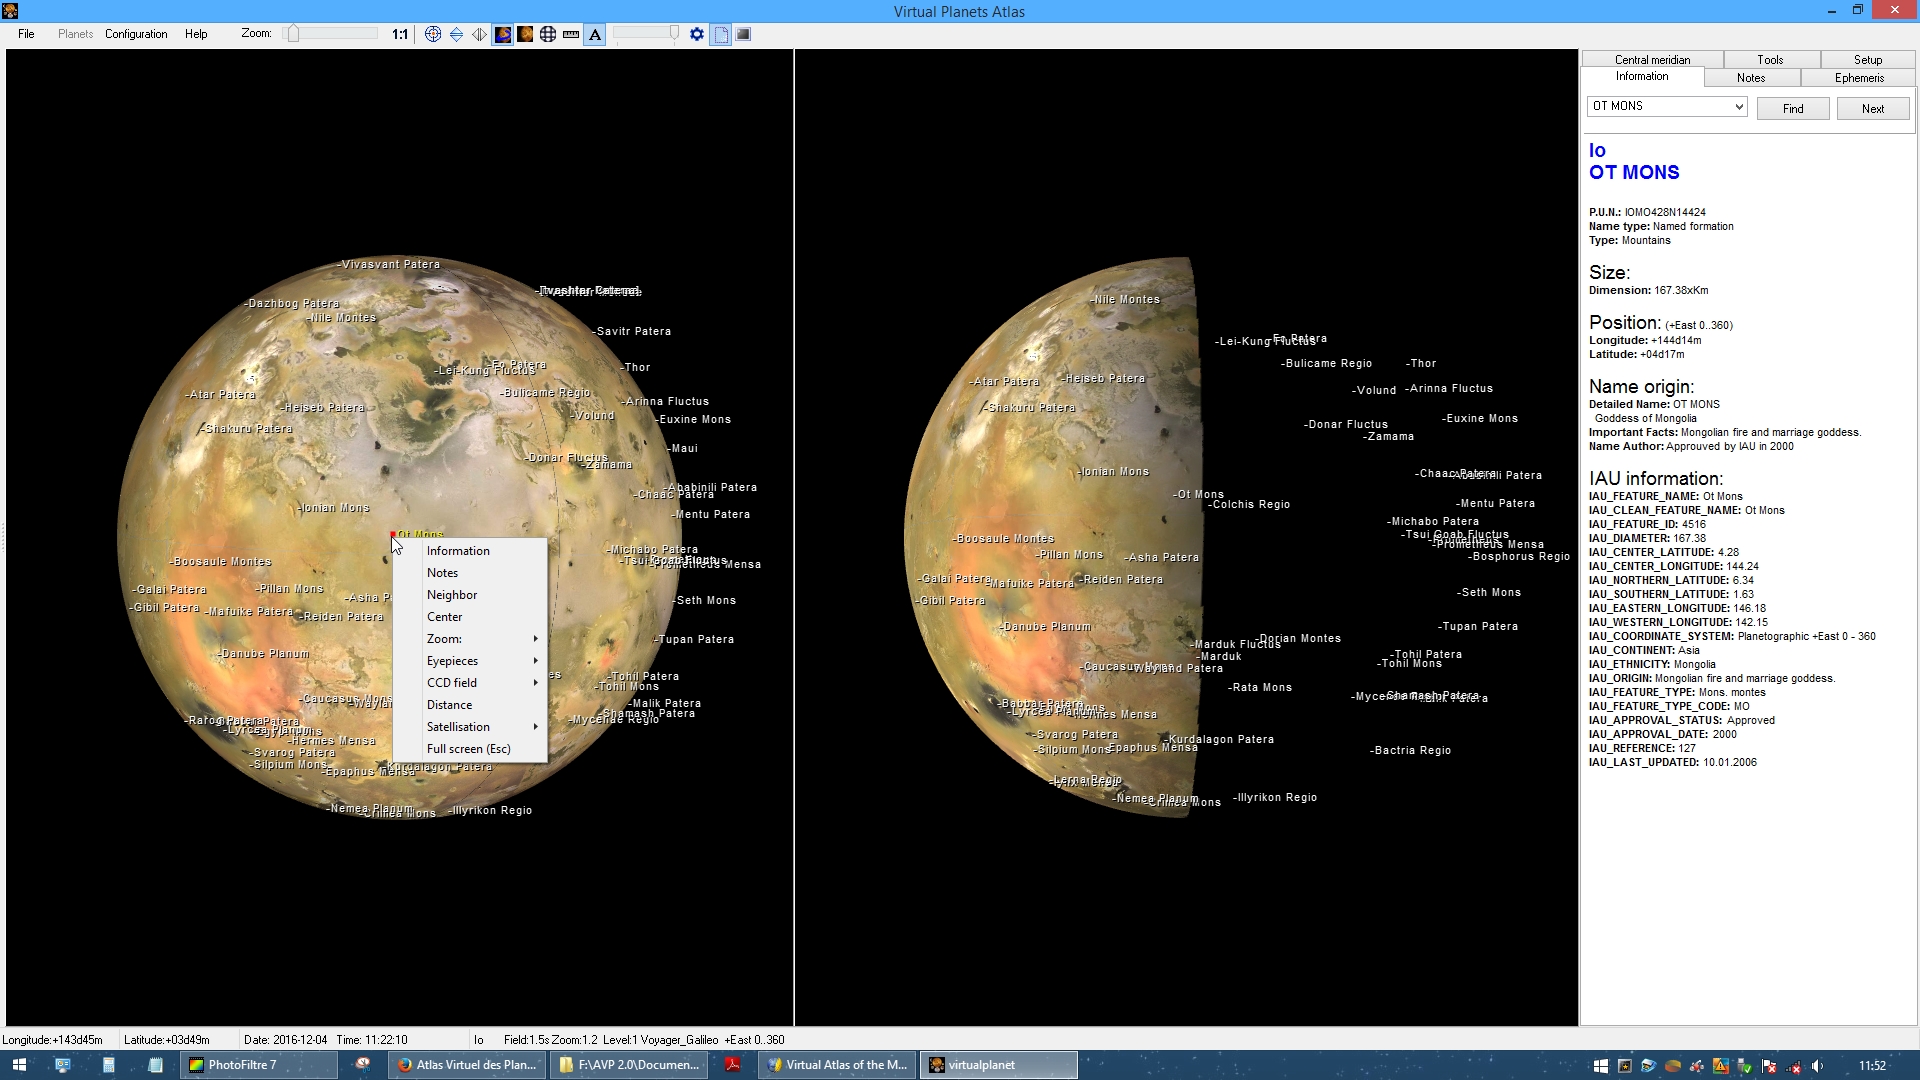 Virtual Planets Atlas
File Planets Configuration Help Zoom: 1:1 A
-Vivasvant Patera
-Dazhbog Patera
-Nile Montes
-Savitr Patera
-Lei-Kung Fluctus
-Fo Patera
-Thor
-Atar Patera
-Heiseb Patera
-Bulicame Regio
-Arinna Fluctus
-Volund
-Euxine Mons
-Shakuru Patera
-Maui
-Donar Fluctus
-Zamama
-Ababinili Patera
-Chaac Patera
-Ionian Mons
-Mentu Patera
-Ot Mons
-Michabo Patera
-Boosaule Montes
-Prometheus Mensa
-Galai Patera
-Pillan Mons
-Asha P
-Gibil Patera
-Mafuike Patera
-Reiden Patera
-Seth Mons
-Danube Planum
-Tupan Patera
-Tohil Patera
-Tohil Mons
-Caucasus Mons
-Malik Patera
-Shamash Patera
-Mycenae Regio
-Hermes Mensa
-Svarog Patera
-Silpium Mons
-Epaphus Mensa
-Kurdalagon Patera
-Nemea Planum
-Crimea Mons
-Illyrikon Regio
Information
Notes
Neighbor
Center
Zoom:
Eyepieces
CCD field
Distance
Satellisation
Full screen (Esc)
-Nile Montes
-Lei-Kung Fluctus
-Fo Patera
-Bulicame Regio
-Thor
-Atar Patera
-Heiseb Patera
-Volund
-Arinna Fluctus
-Shakuru Patera
-Donar Fluctus
-Euxine Mons
-Zamama
-Ionian Mons
-Chaac Patera
-Ot Mons
-Colchis Regio
-Mentu Patera
-Michabo Patera
-Tsui Goab Fluctus
-Prometheus Mensa
-Boosaule Montes
-Pillan Mons
-Asha Patera
-Bosphorus Regio
-Galai Patera
-Mafuike Patera
-Reiden Patera
-Gibil Patera
-Seth Mons
-Danube Planum
-Tupan Patera
-Marduk Fluctus
-Dorian Montes
-Marduk
-Tohil Patera
-Tohil Mons
-Caucasus Mons
-Wayland Patera
-Rata Mons
-Shamash Patera
-Babbar Patera
-Lyrcea Planum
-Hermes Mensa
-Svarog Patera
-Kurdalagon Patera
-Silpium Mons
-Epaphus Mensa
-Bactria Regio
-Lerna Regio
-Nemea Planum
-Crimea Mons
-Illyrikon Regio
Central meridian Tools Setup
Information Notes Ephemeris
OT MONS Find Next
Io
OT MONS
P.U.N.: IOMO428N14424
Name type: Named formation
Type: Mountains
Size:
Dimension: 167.38xKm
Position: (+East 0..360)
Longitude: +144d14m
Latitude: +04d17m
Name origin:
Detailed Name: OT MONS
Goddess of Mongolia
Important Facts: Mongolian fire and marriage goddess.
Name Author: Approuved by IAU in 2000
IAU information:
IAU_FEATURE_NAME: Ot Mons
IAU_CLEAN_FEATURE_NAME: Ot Mons
IAU_FEATURE_ID: 4516
IAU_DIAMETER: 167.38
IAU_CENTER_LATITUDE: 4.28
IAU_CENTER_LONGITUDE: 144.24
IAU_NORTHERN_LATITUDE: 6.34
IAU_SOUTHERN_LATITUDE: 1.63
IAU_EASTERN_LONGITUDE: 146.18
IAU_WESTERN_LONGITUDE: 142.15
IAU_COORDINATE_SYSTEM: Planetographic +East 0 - 360
IAU_CONTINENT: Asia
IAU_ETHNICITY: Mongolia
IAU_ORIGIN: Mongolian fire and marriage goddess.
IAU_FEATURE_TYPE: Mons. montes
IAU_FEATURE_TYPE_CODE: MO
IAU_APPROVAL_STATUS: Approved
IAU_APPROVAL_DATE: 2000
IAU_REFERENCE: 127
IAU_LAST_UPDATED: 10.01.2006
Longitude:+143d45m Latitude:+03d49m Date: 2016-12-04 Time: 11:22:10 Io Field:1.5s Zoom:1.2 Level:1 Voyager_Galileo +East 0..360
PhotoFiltre 7 Atlas Virtuel des Plan... F:\AVP 2.0\Documen... Virtual Atlas of the M... virtualplanet 11:52